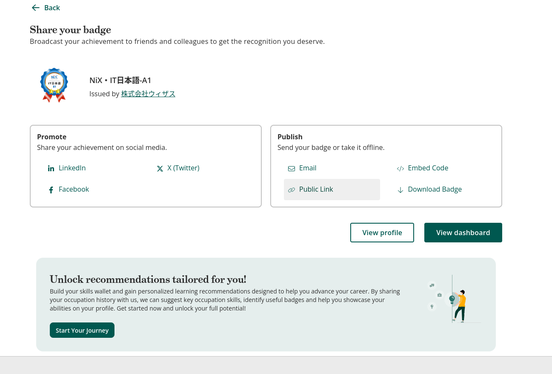 Back
Share your badge
Broadcast your achievement to friends and colleagues to get the recognition you deserve.
NiX・IT日本語-A1
Issued by 株式会社ウィザス
Promote
Share your achievement on social media.
LinkedIn
X (Twitter)
Facebook
Publish
Send your badge or take it offline.
Email
Embed Code
Public Link
Download Badge
View profile
View dashboard
Unlock recommendations tailored for you!
Build your skills wallet and gain personalized learning recommendations designed to help you advance your career. By sharing
your occupation history with us, we can suggest key occupation skills, identify useful badges and help you showcase your
abilities on your profile. Get started now and unlock your full potential!
Start Your Journey